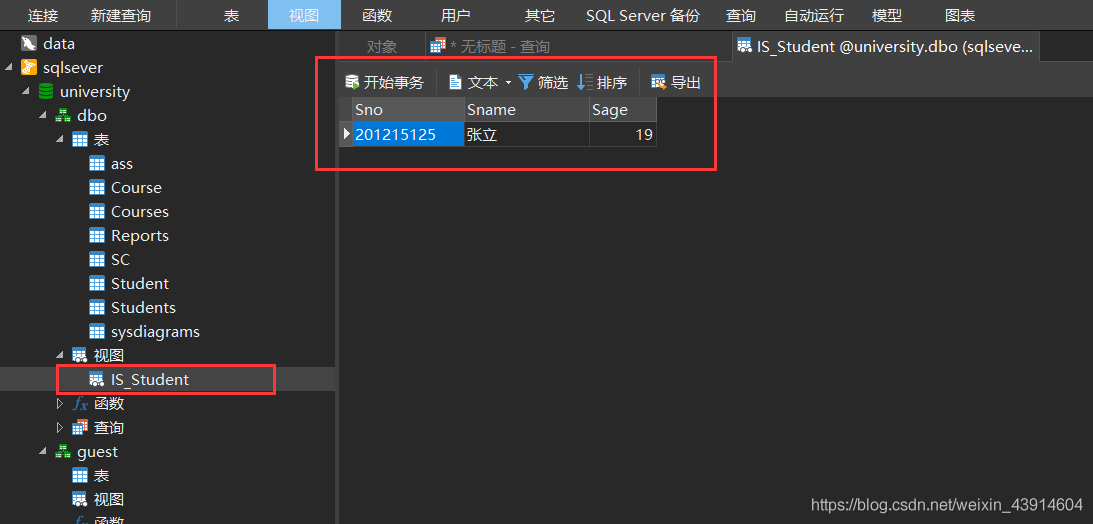 连接 新建查询 表 视图 函数 用户 其它 SQL Server 备份 查询 自动运行 模型 图表
data
sqlsever
university
dbo
表
ass
Course
Courses
Reports
SC
Student
Students
sysdiagrams
视图
IS_Student
fx 函数
查询
guest
表
视图
fx 函数
对象 * 无标题 - 查询 IS_Student @university.dbo (sqlseve...
开始事务 文本 筛选 排序 导出
Sno Sname Sage
201215125 张立 19
https://blog.csdn.net/weixin_43914604